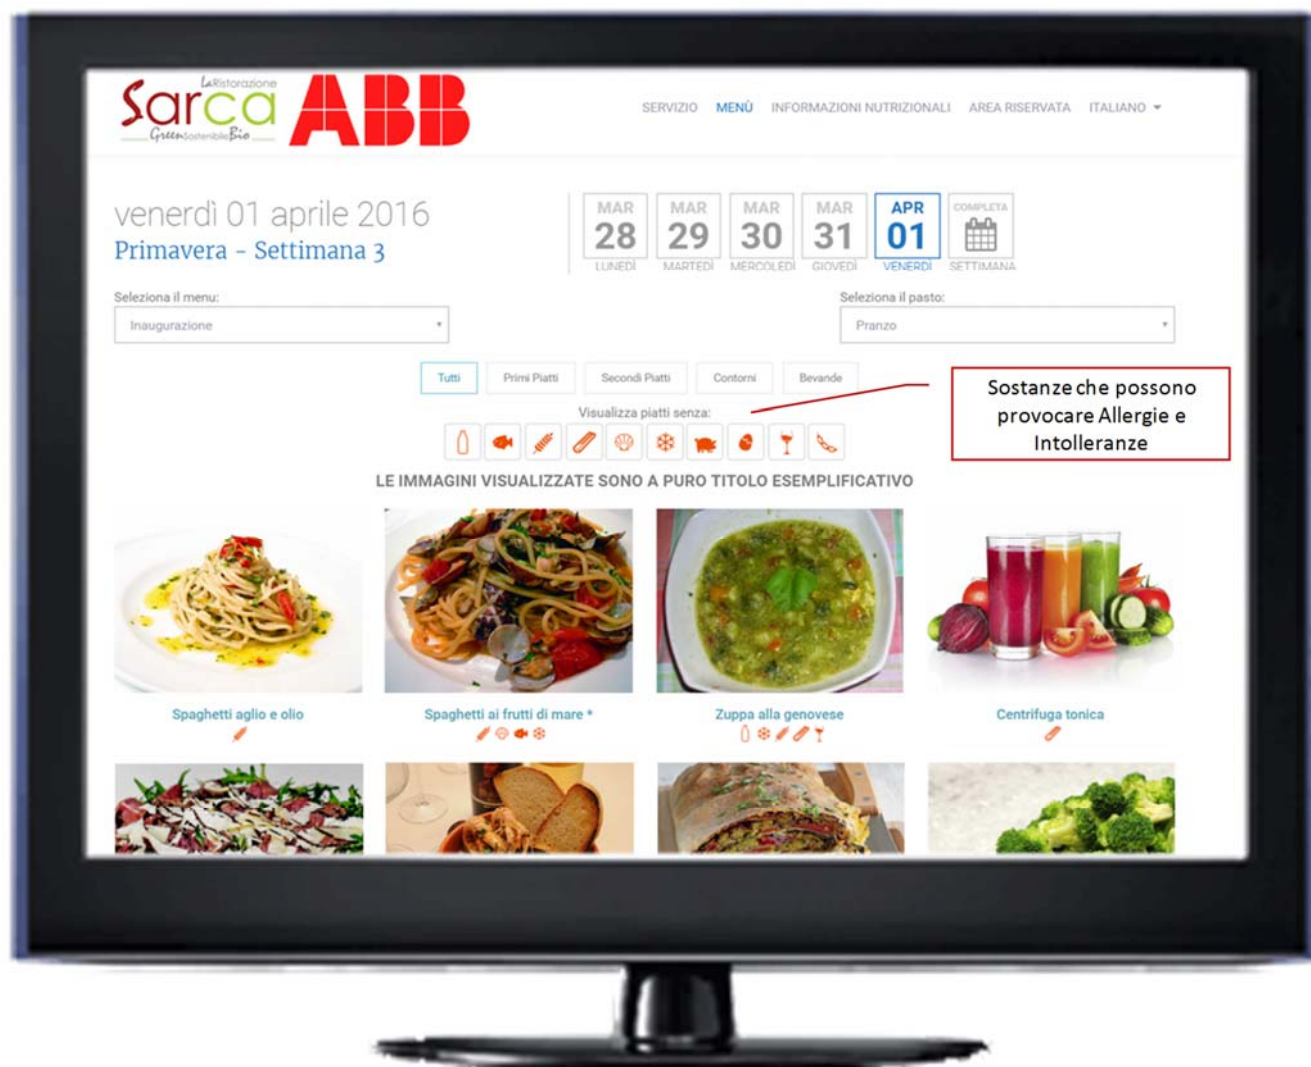 LaRistorazione
Sarca
GreenSostenibileBio
ABB
SERVIZIO MENÙ INFORMAZIONI NUTRIZIONALI AREA RISERVATA ITALIANO
venerdì 01 aprile 2016
Primavera - Settimana 3
MAR MAR MAR MAR APR COMPLETA
28 29 30 31 01
LUNEDÌ MARTEDÌ MERCOLEDÌ GIOVEDÌ VENERDÌ SETTIMANA
Seleziona il menu: Seleziona il pasto:
Inaugurazione Pranzo
Tutti Primi Piatti Secondi Piatti Contorni Bevande
Sostanze che possono
provocare Allergie e
Intolleranze
Visualizza piatti senza:
LE IMMAGINI VISUALIZZATE SONO A PURO TITOLO ESEMPLIFICATIVO
Spaghetti aglio e olio Spaghetti ai frutti di mare * Zuppa alla genovese Centrifuga tonica